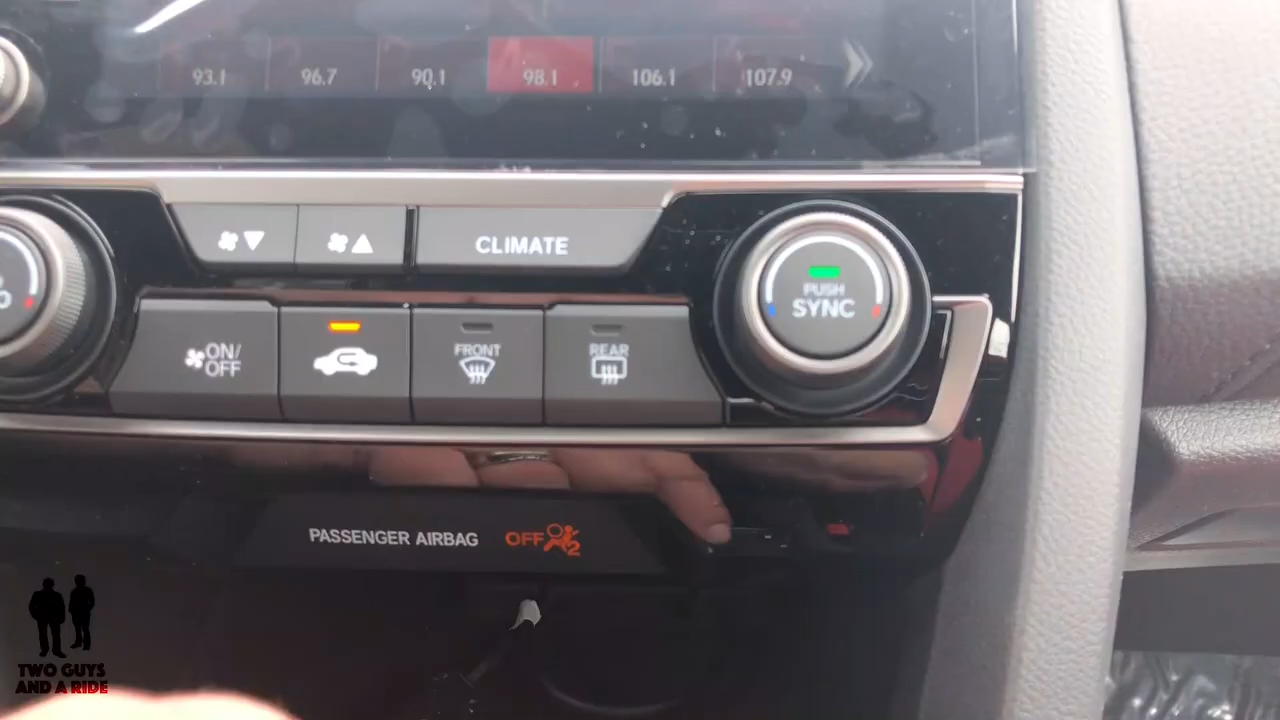 93.1 96.7 90.1 98.1 106.1 107.9
CLIMATE
PUSH
SYNC
ON/
OFF
FRONT
REAR
PASSENGER AIRBAG OFF 2
TWO GUYS
AND A RIDE